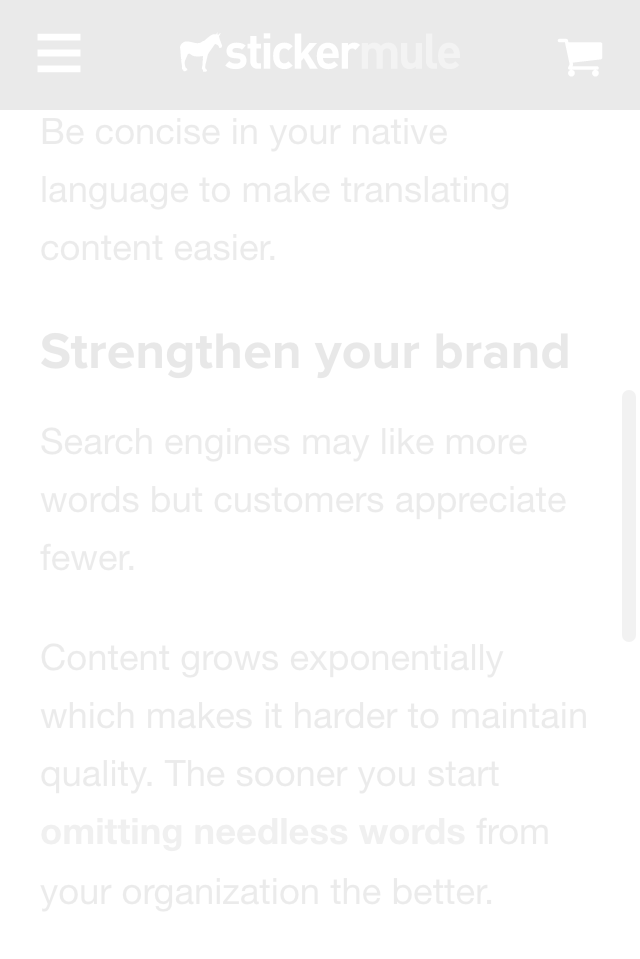 stickermule
Be concise in your native
language to make translating
content easier.
Strengthen your brand
Search engines may like more
words but customers appreciate
fewer.
Content grows exponentially
which makes it harder to maintain
quality. The sooner you start
omitting needless words from
your organization the better.